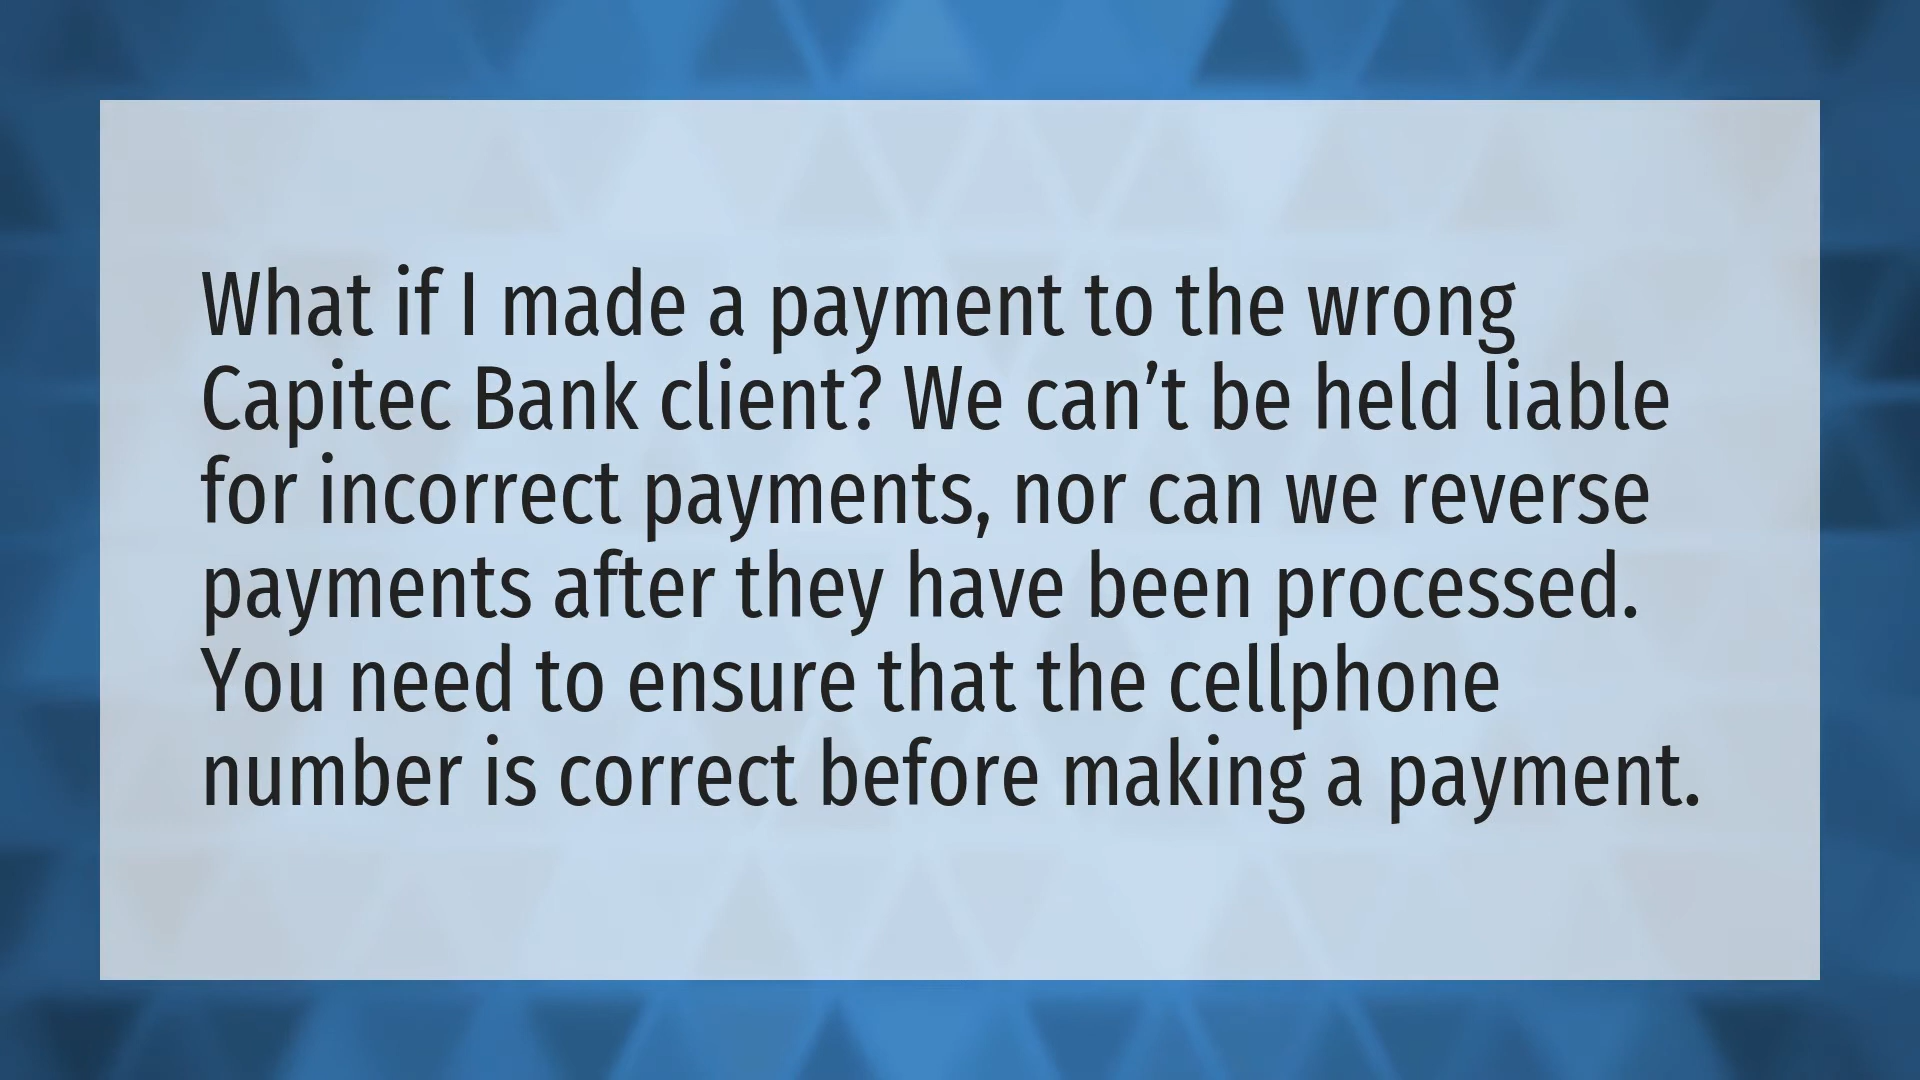 What if I made a payment to the wrong
Capitec Bank client? We can’t be held liable
for incorrect payments, nor can we reverse
payments after they have been processed.
You need to ensure that the cellphone
number is correct before making a payment.